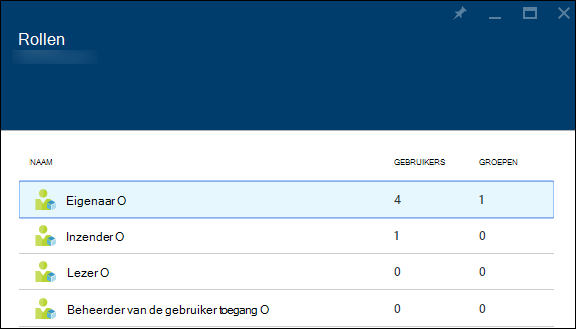 Rollen
NAAM GEBRUIKERS GROEPEN
Eigenaar O 4 1
Inzender O 1 0
Lezer O 0 0
Beheerder van de gebruiker toegang O 0 0